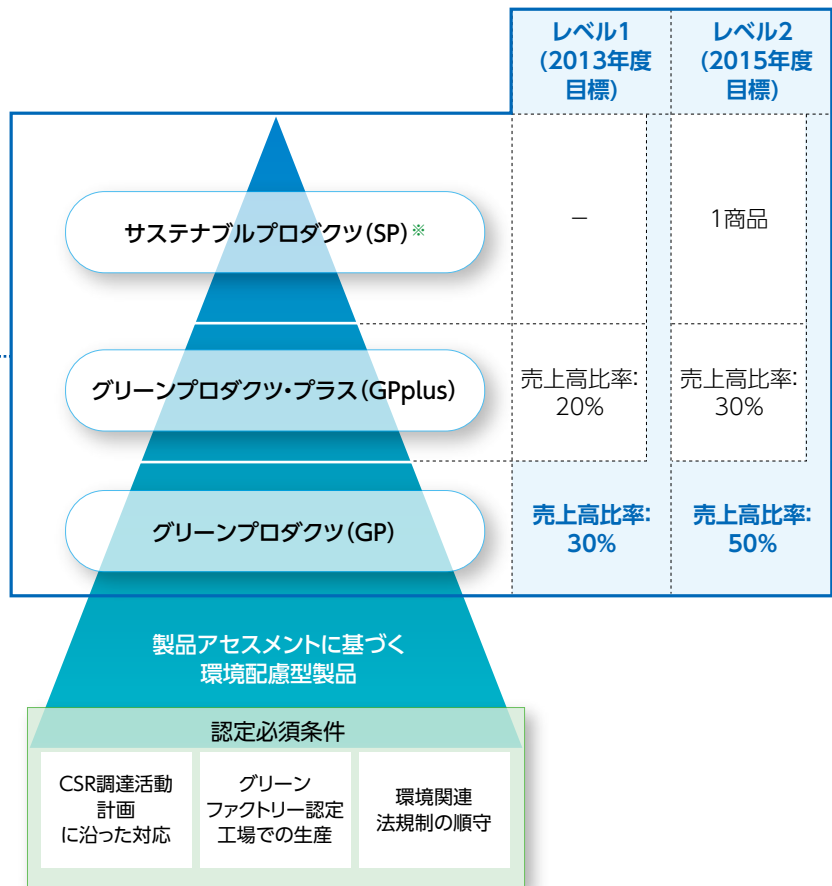 レベル1
(2013年度
目標)
レベル2
(2015年度
目標)
サステナブルプロダクツ(SP)※
－
1商品
グリーンプロダクツ・プラス(GPplus)
売上高比率:
20%
売上高比率:
30%
グリーンプロダクツ(GP)
売上高比率:
30%
売上高比率:
50%
製品アセスメントに基づく
環境配慮型製品
認定必須条件
CSR調達活動
計画
に沿った対応
グリーン
ファクトリー認定
工場での生産
環境関連
法規制の順守